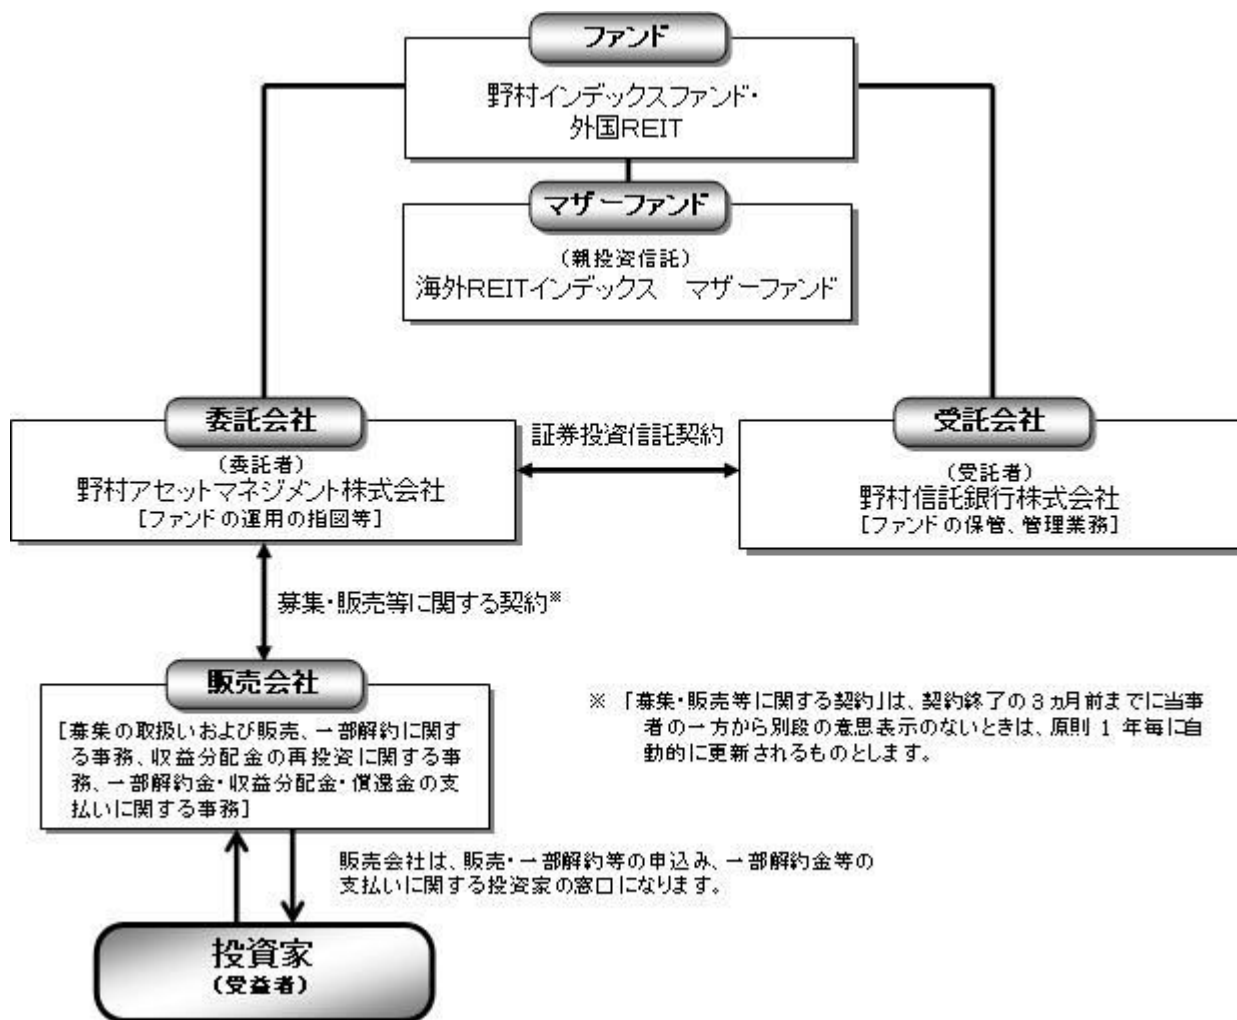 ファンド
野村インデックスファンド・
外国REIT
マザーファンド
(親投資信託)
海外REITインデックス　マザーファンド
委託会社
(委託者)
野村アセットマネジメント株式会社
[ファンドの運用の指図等]
証券投資信託契約
受託会社
(受託者)
野村信託銀行株式会社
[ファンドの保管、管理業務]
募集・販売等に関する契約※
販売会社
[募集の取扱いおよび販売、一部解約に関す
る事務、収益分配金の再投資に関する事
務、一部解約金・収益分配金・償還金の支
払いに関する事務]
※ 「募集・販売等に関する契約」は、契約終了の3ヵ月前までに当事
者の一方から別段の意思表示のないときは、原則 1 年毎に自
動的に更新されるものとします。
販売会社は、販売・一部解約等の申込み、一部解約金等の
支払いに関する投資家の窓口になります。
投資家
(受益者)